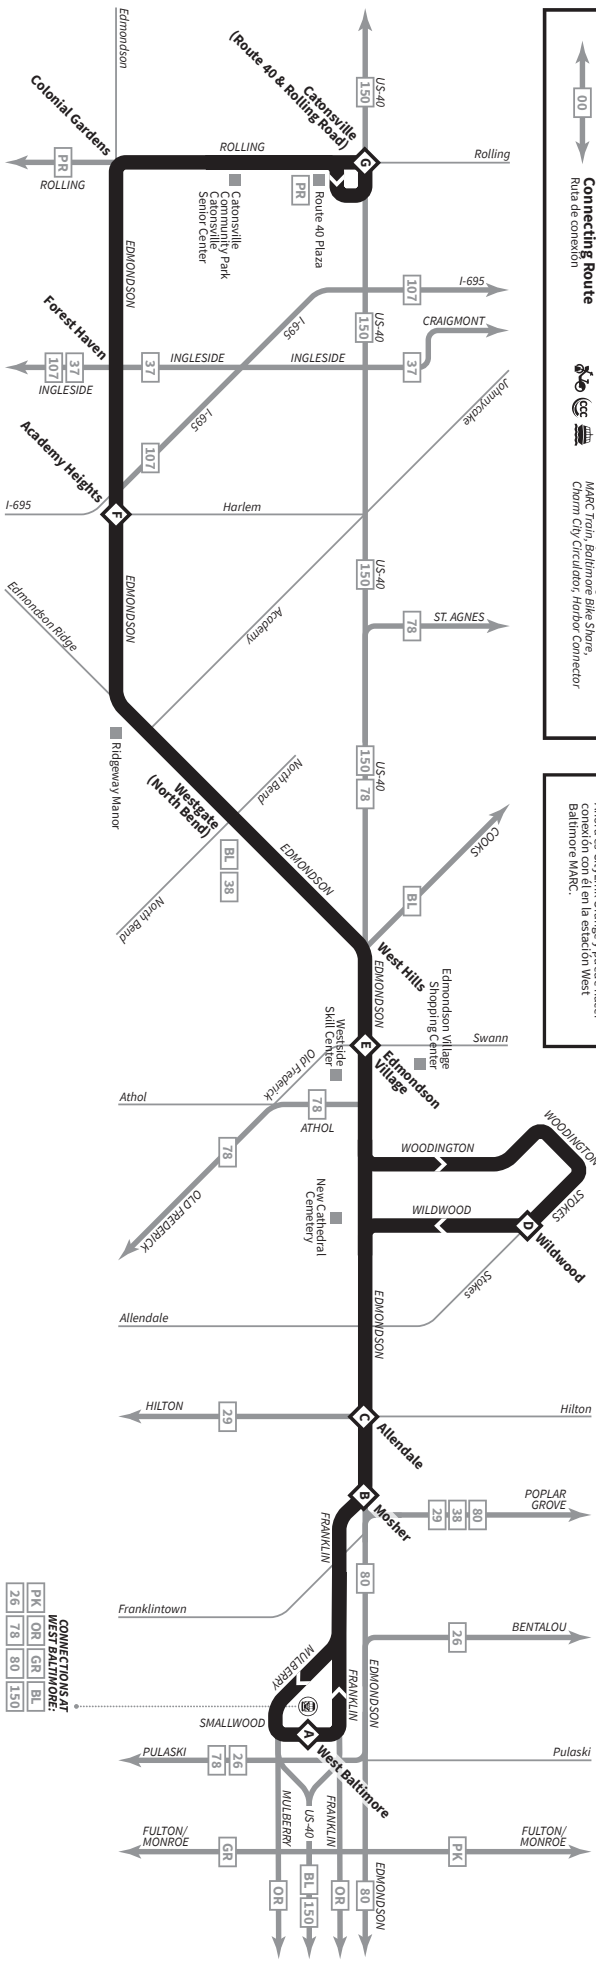 00
Connecting Route
Ruta de conexión
MARC Train, Baltimore Bike Share,
Charm City Circulator, Harbor Connector
conexión con él en la estación West
Baltimore MARC.
Edmondson
Colonial Gardens
PR
ROLLING
ROLLING
Catonsville
(Route 40 & Rolling Road)
US-40
150
G
Rolling
Route 40 Plaza
PR
Catonsville
Community Park
Catonsville
Senior Center
EDMONDSON
Forest Haven
107
37
INGLESIDE
37
INGLESIDE
INGLESIDE
37
CRAIGMONT
107
I-695
I-695
US-40
150
I-695
107
Academy Heights
I-695
F
Harlem
Johnnycake
Academy
US-40
150
78
ST. AGNES
EDMONDSON
Edmondson Ridge
Ridgeway Manor
US-40
150
78
Westgate
(North Bend)
North Bend
North Bend
BL
38
EDMONDSON
COOKS
BL
West Hills
EDMONDSON
Edmondson Village
Shopping Center
Swann
E
Edmondson
Village
Westside
Skill Center
Old Frederick
Athol
78
ATHOL
78
OLD FREDERICK
WOODINGTON
WOODINGTON
STOKES
WILDWOOD
D
Wildwood
New Cathedral
Cemetery
Stokes
Allendale
EDMONDSON
HILTON
29
C
Allendale
Hilton
B
Mosher
POPLAR
GROVE
29
38
80
FRANKLIN
80
Franklintown
26
BENTALOU
EDMONDSON
MULBERRY
FRANKLIN
SMALLWOOD
A
West Baltimore
CONNECTIONS AT
WEST BALTIMORE:
PK
OR
GR
BL
26
78
80
150
PULASKI
78
26
Pulaski
MULBERRY
US-40
FRANKLIN
FULTON/
MONROE
GR
PK
FULTON/
MONROE
OR
BL
150
OR
80
EDMONDSON